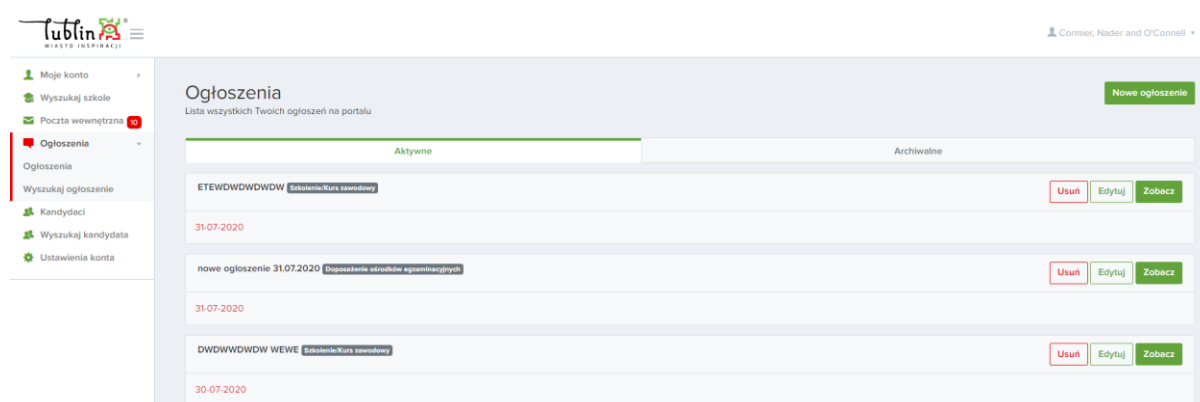 lublin
MIASTO INSPIRACJI
Cormier, Nader and O'Connell
Moje konto
Wyszukaj szkole
Poczta wewnętrzna 10
Ogłoszenia
Ogłoszenia
Wyszukaj ogłoszenie
Kandydaci
Wyszukaj kandydata
Ustawienia konta
Ogłoszenia
Lista wszystkich Twoich ogłoszeń na portalu
Nowe ogłoszenie
Aktywne
Archiwalne
ETEWDWDWDWDW Szkolenie/Kurs zawodowy
Usuń Edytuj Zobacz
31-07-2020
nowe ogloszenie 31.07.2020 Doposażenie ośrodków egzaminacyjnych
Usuń Edytuj Zobacz
31-07-2020
DWDWWDWDW WEWE Szkolenie/Kurs zawodowy
Usuń Edytuj Zobacz
30-07-2020